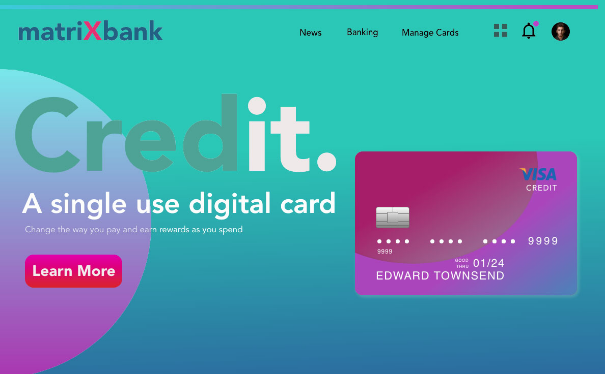 matriXbank
News
Banking
Manage Cards
Credit.
A single use digital card
Change the way you pay and earn rewards as you spend
Learn More
VISA
CREDIT
9999
9999
GOOD
THRU
01/24
EDWARD TOWNSEND